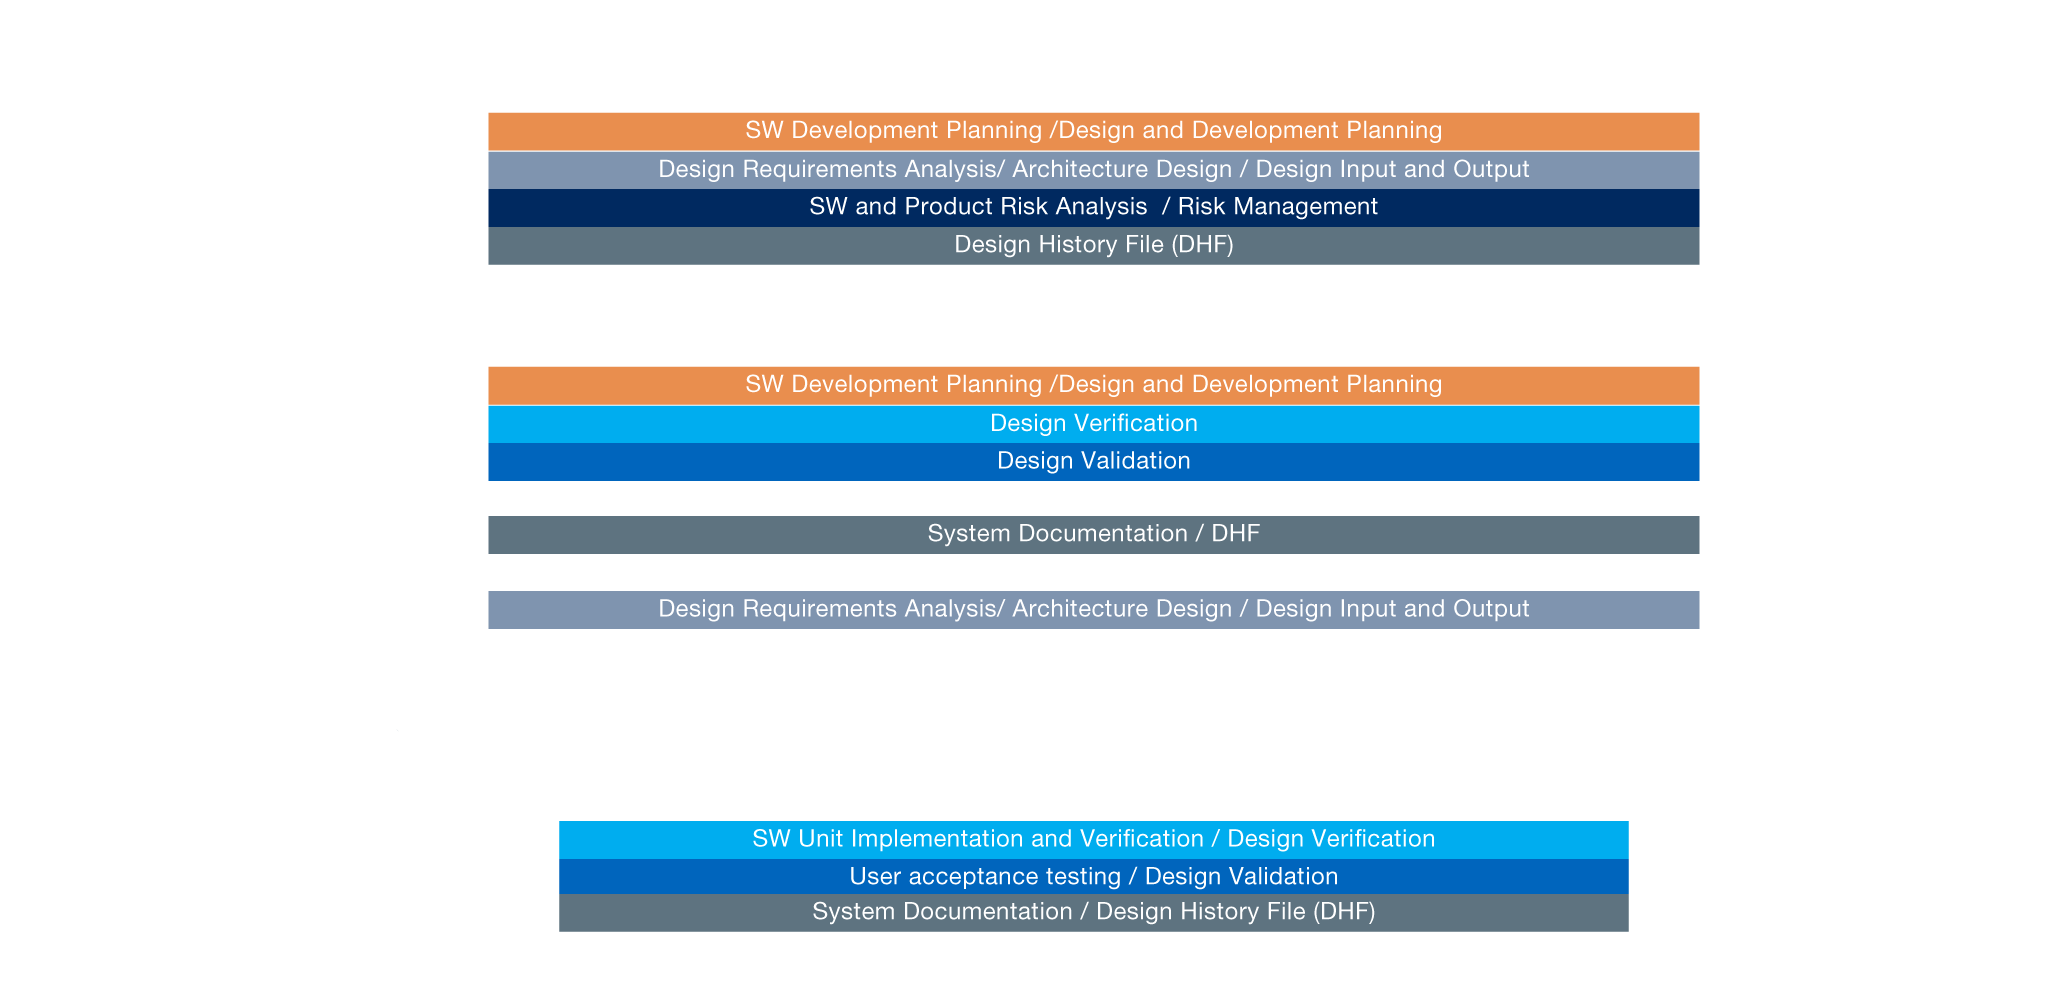 SW Development Planning /Design and Development Planning
Design Requirements Analysis/ Architecture Design / Design Input and Output
SW and Product Risk Analysis  / Risk Management
Design History File (DHF)
SW Development Planning /Design and Development Planning
Design Verification
Design Validation
System Documentation / DHF
Design Requirements Analysis/ Architecture Design / Design Input and Output
SW Unit Implementation and Verification / Design Verification
User acceptance testing / Design Validation
System Documentation / Design History File (DHF)